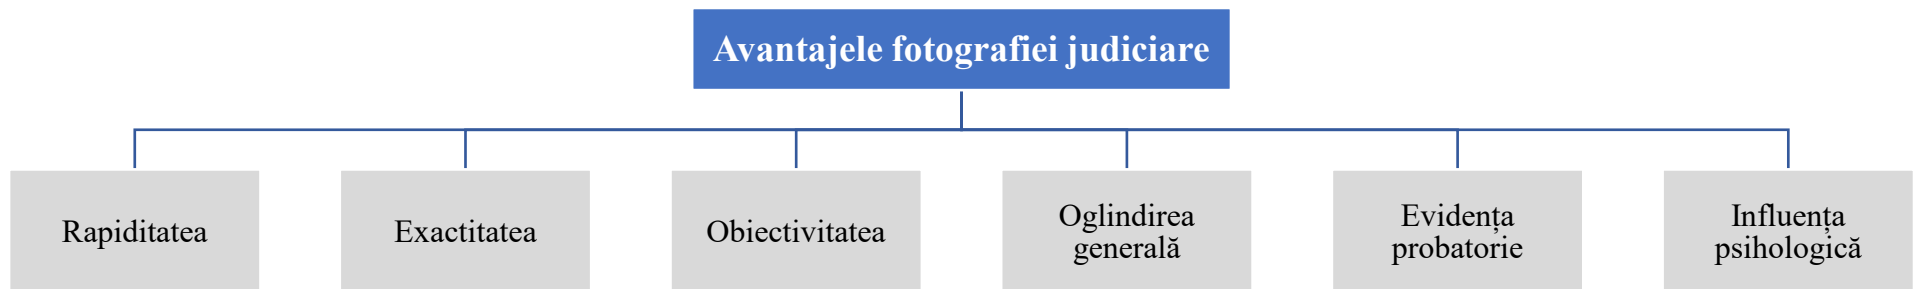 Avantajele fotografiei judiciare
Rapiditatea
Exactitatea
Obiectivitatea
Oglindirea
generală
Evidența
probatorie
Influența
psihologică